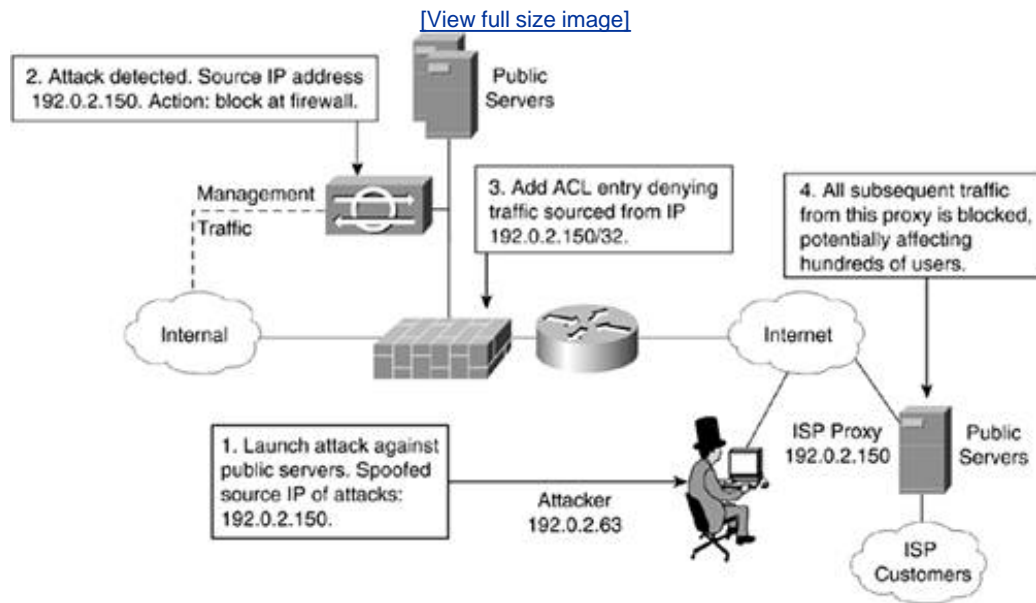 [View full size image]
2. Attack detected. Source IP address
192.0.2.150. Action: block at firewall.
Public
Servers
Management
Traffic
3. Add ACL entry denying
traffic sourced from IP
192.0.2.150/32.
4. All subsequent traffic
from this proxy is blocked,
potentially affecting
hundreds of users.
Internal
Internet
1. Launch attack against
public servers. Spoofed
source IP of attacks:
192.0.2.150.
Attacker
192.0.2.63
ISP Proxy
192.0.2.150
Public
Servers
ISP
Customers